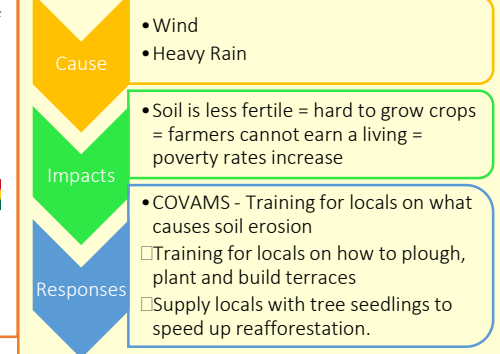 Cause
•Wind
•Heavy Rain
Impacts
•Soil is less fertile = hard to grow crops
= farmers cannot earn a living =
poverty rates increase
Responses
•COVAMS - Training for locals on what
causes soil erosion
□Training for locals on how to plough,
plant and build terraces
□Supply locals with tree seedlings to
speed up reafforestation.